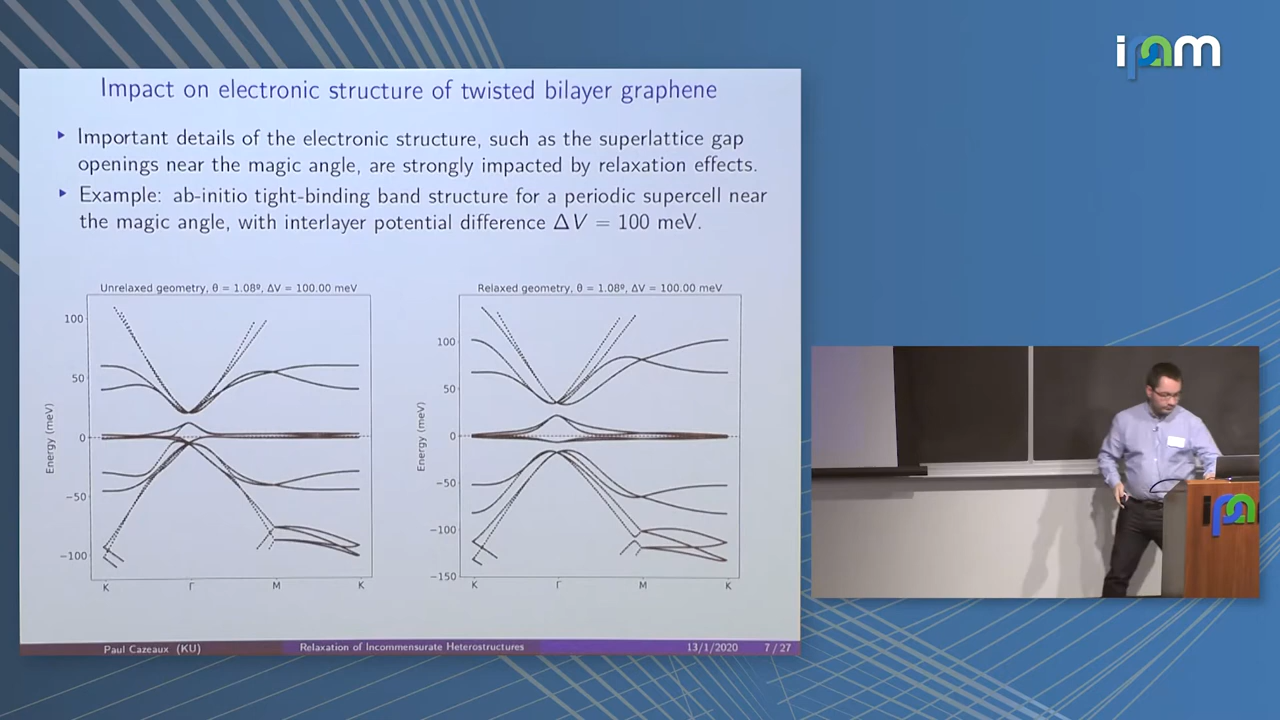 ipam
Impact on electronic structure of twisted bilayer graphene
Important details of the electronic structure, such as the superlattice gap
openings near the magic angle, are strongly impacted by relaxation effects.
Example: ab-initio tight-binding band structure for a periodic supercell near
the magic angle, with interlayer potential difference ΔV = 100 meV.
Unrelaxed geometry, θ = 1.08º, ΔV = 100.00 meV
Energy (meV)
100
50
0
−50
−100
K Γ M K
Relaxed geometry, θ = 1.08º, ΔV = 100.00 meV
Energy (meV)
100
50
0
−50
−100
−150
K Γ M K
Paul Cazeaux (KU) Relaxation of Incommensurate Heterostructures 13/1/2020 7 / 27